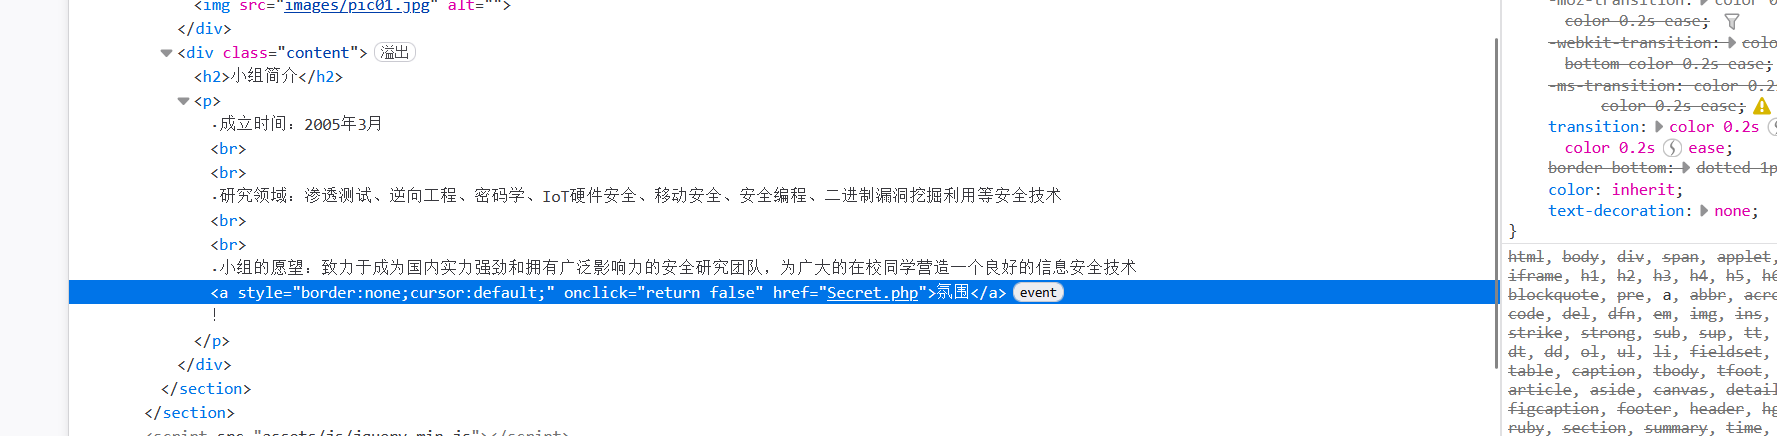 <img src="images/pic01.jpg" alt="">
</div>
<div class="content"> 溢出
<h2>小组简介</h2>
<p>
·成立时间：2005年3月
<br>
<br>
·研究领域：渗透测试、逆向工程、密码学、IoT硬件安全、移动安全、安全编程、二进制漏洞挖掘利用等安全技术
<br>
<br>
·小组的愿望：致力于成为国内实力强劲和拥有广泛影响力的安全研究团队，为广大的在校同学营造一个良好的信息安全技术
<a style="border:none;cursor:default;" onclick="return false" href="Secret.php">氛围</a> event
!
</p>
</div>
</section>
</section>
<script src="assets/js/jquery.min.js"></script>
-moz-transition: color 0
color 0.2s ease;
-webkit-transition: colo
bottom-color 0.2s ease;
-ms-transition: color 0.2
color 0.2s ease;
transition: color 0.2s
color 0.2s ease;
border-bottom: dotted 1p
color: inherit;
text-decoration: none;
}
html, body, div, span, applet,
iframe, h1, h2, h3, h4, h5, h6
blockquote, pre, a, abbr, acro
code, del, dfn, em, img, ins,
strike, strong, sub, sup, tt,
dt, dd, ol, ul, li, fieldset,
table, caption, tbody, tfoot,
article, aside, canvas, detail
figcaption, footer, header, hg
ruby, section, summary, time,